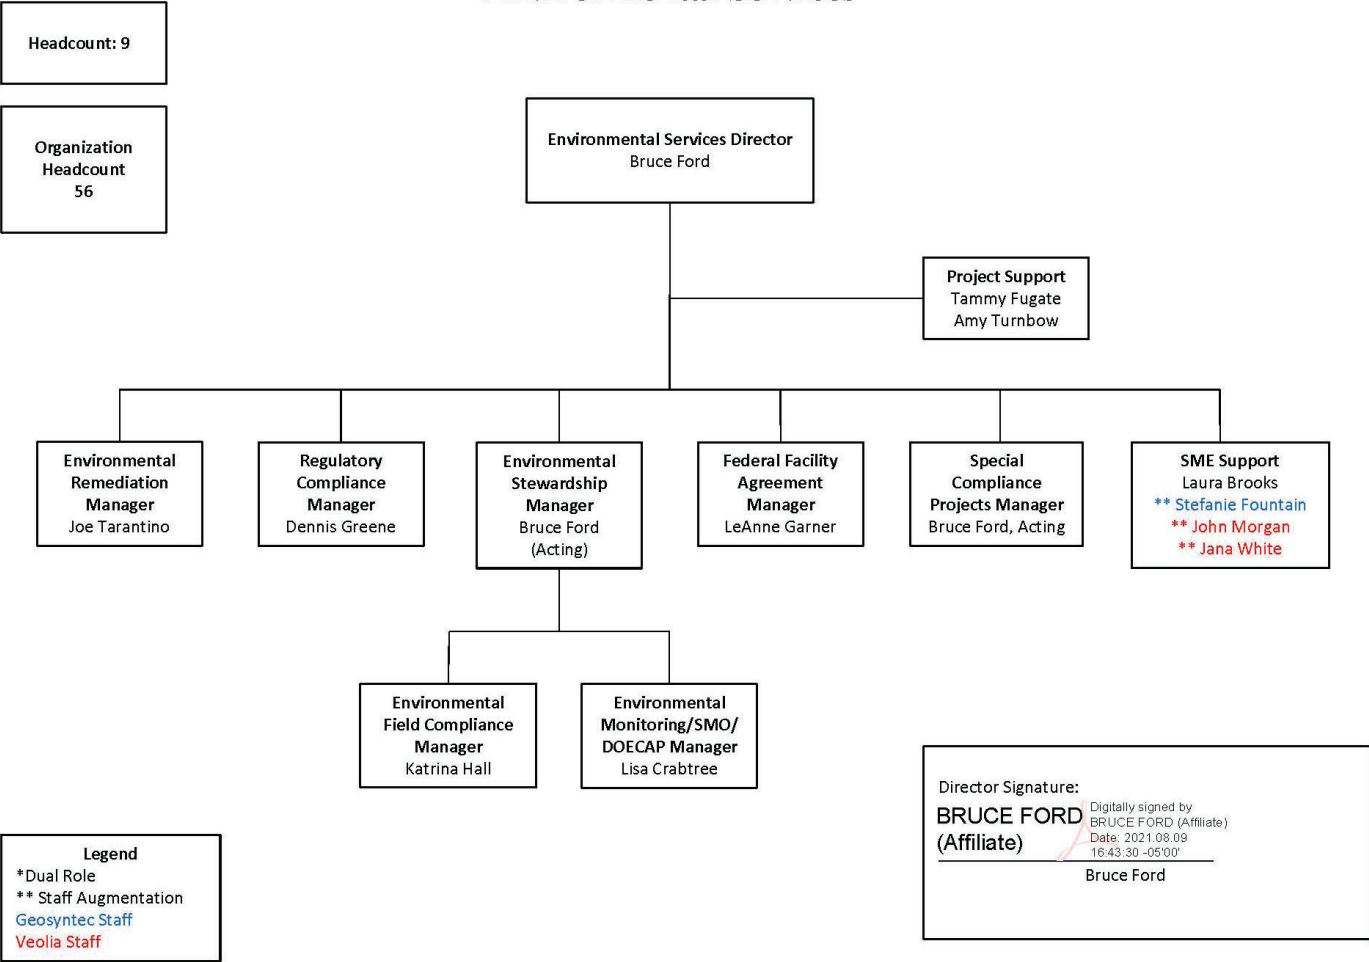 Headcount: 9
Organization
Headcount
56
Environmental Services Director
Bruce Ford
Project Support
Tammy Fugate
Amy Turnbow
Environmental
Remediation
Manager
Joe Tarantino
Regulatory
Compliance
Manager
Dennis Greene
Environmental
Stewardship
Manager
Bruce Ford
(Acting)
Federal Facility
Agreement
Manager
LeAnne Garner
Special
Compliance
Projects Manager
Bruce Ford, Acting
SME Support
Laura Brooks
** Stefanie Fountain
** John Morgan
** Jana White
Environmental
Field Compliance
Manager
Katrina Hall
Environmental
Monitoring/SMO/
DOECAP Manager
Lisa Crabtree
Director Signature:
BRUCE FORD
(Affiliate)
Digitally signed by
BRUCE FORD (Affiliate)
Date: 2021.08.09
16:43:30 -05'00'
Bruce Ford
Legend
*Dual Role
** Staff Augmentation
Geosyntec Staff
Veolia Staff